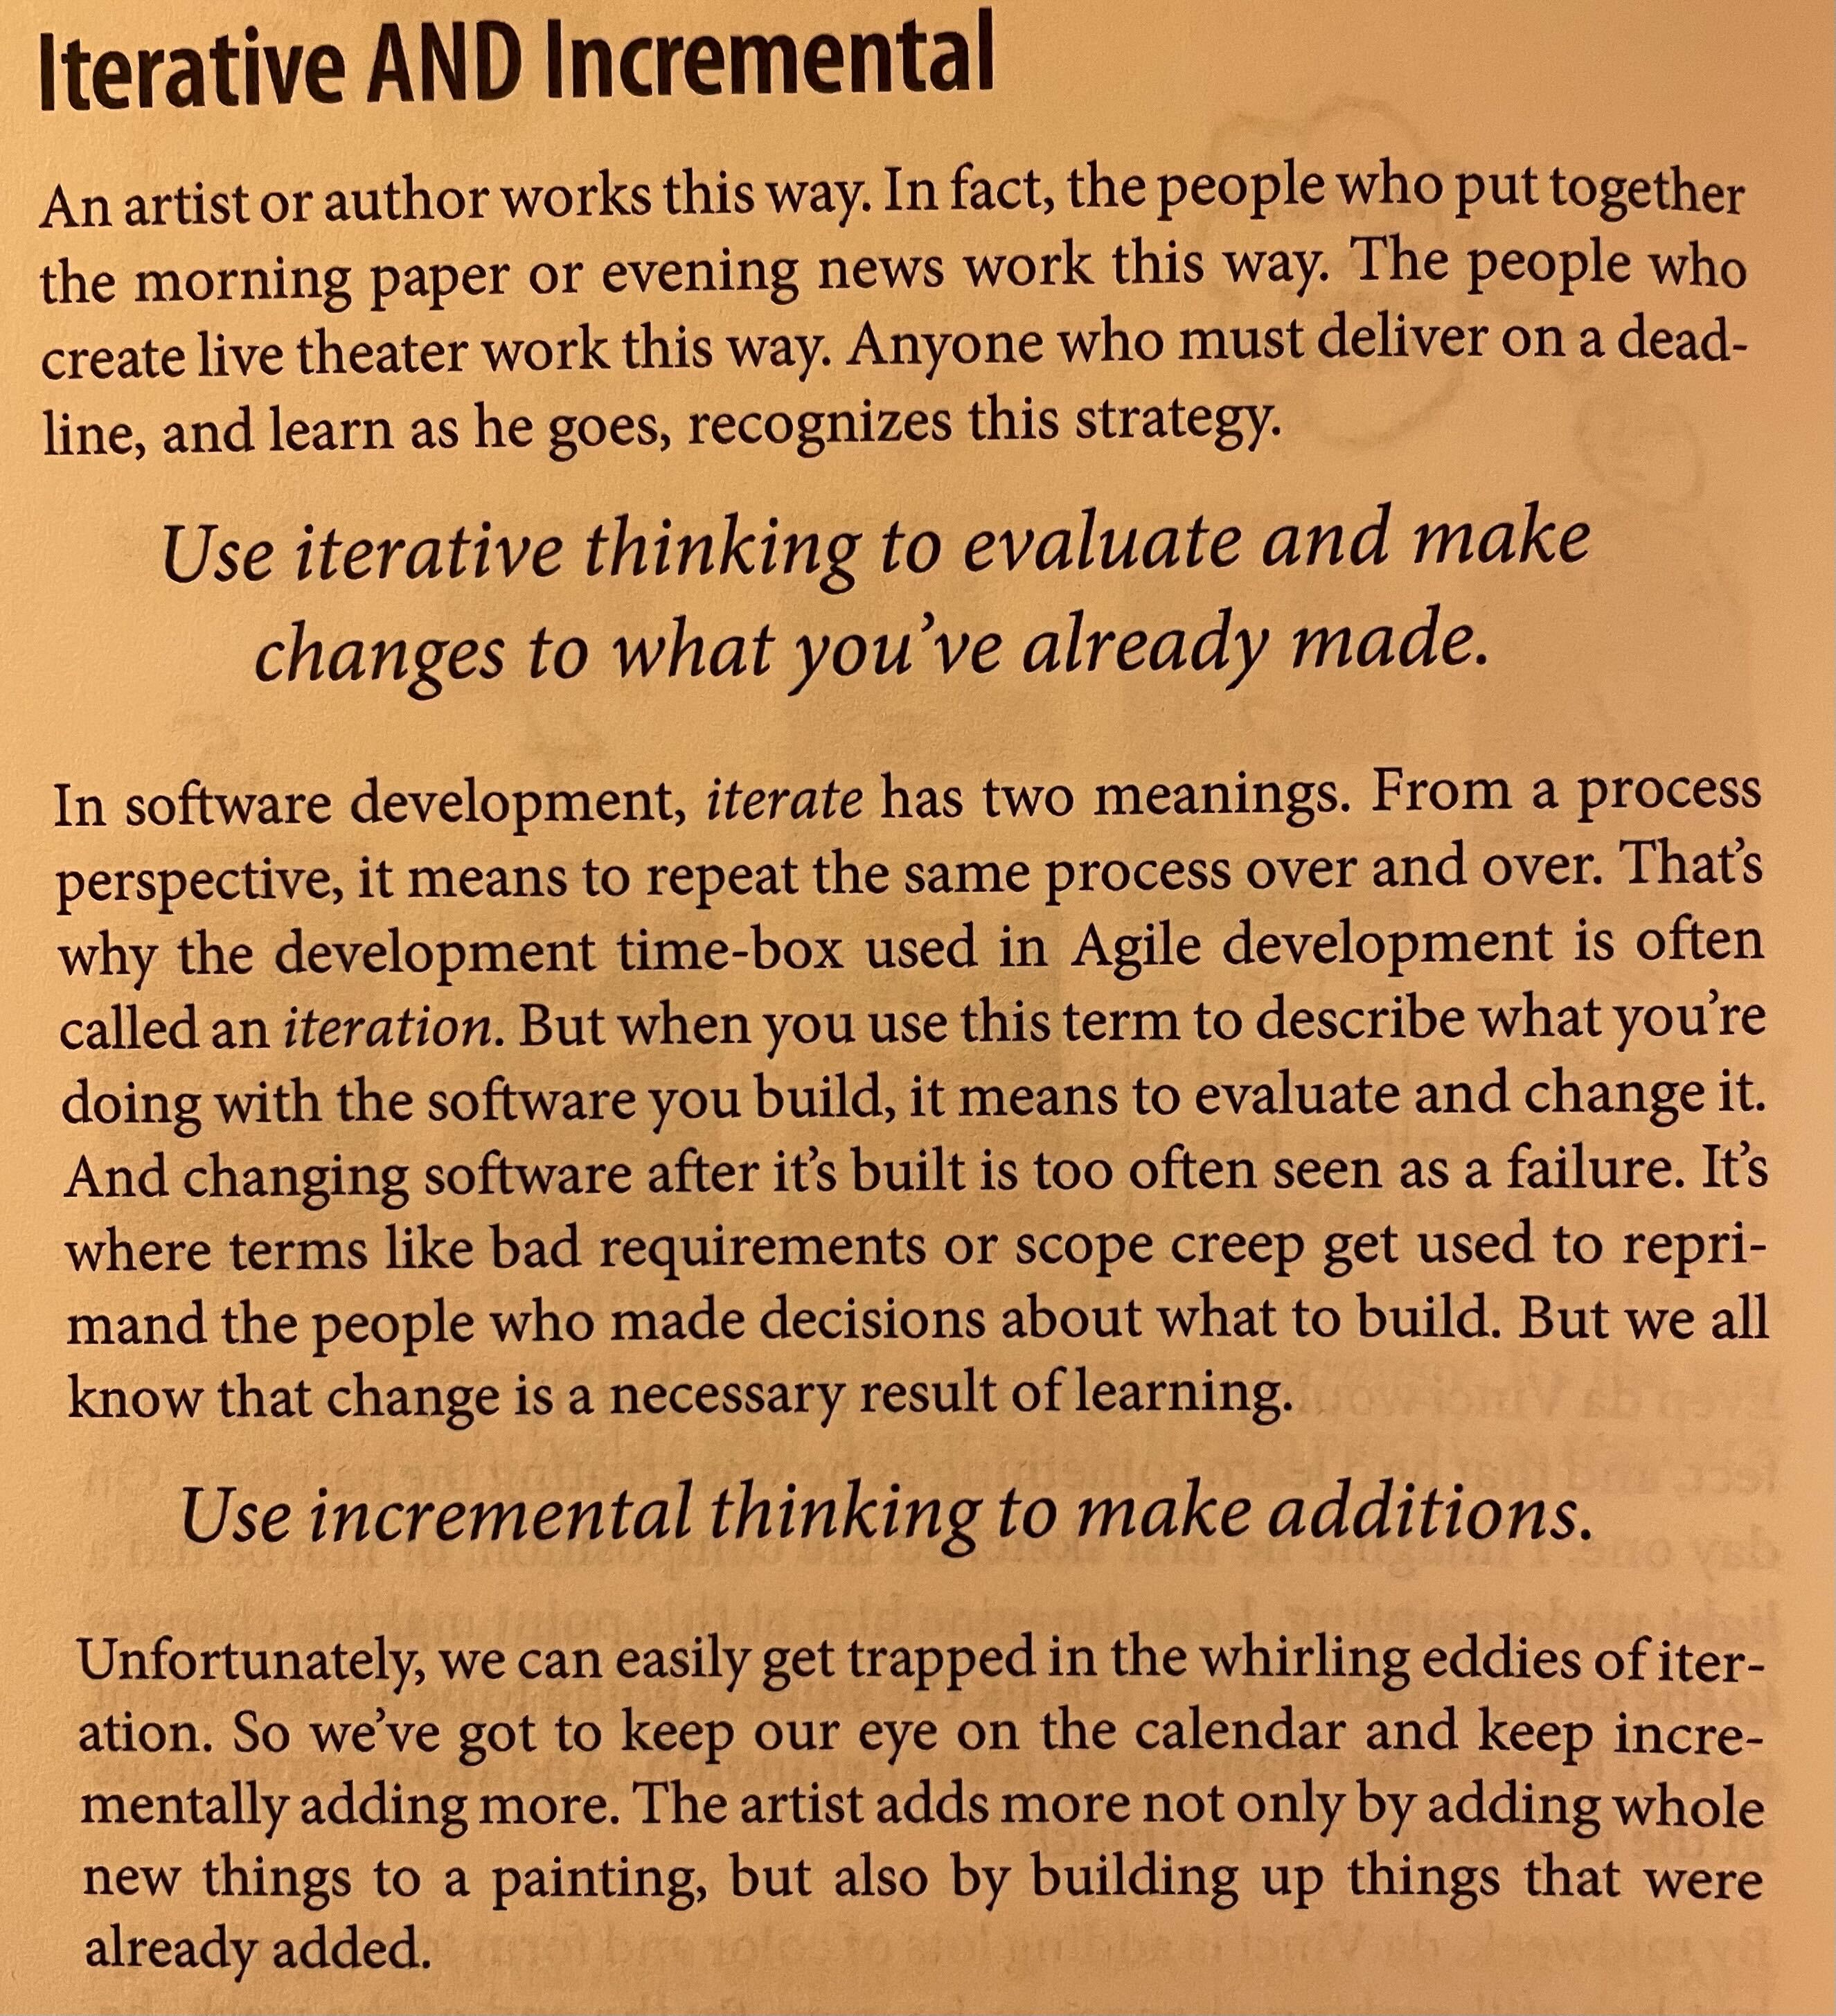 Iterative AND Incremental
An artist or author works this way. In fact, the people who put together
the morning paper or evening news work this way. The people who
create live theater work this way. Anyone who must deliver on a dead-
line, and learn as he goes, recognizes this strategy.
Use iterative thinking to evaluate and make
changes to what you’ve already made.
In software development, iterate has two meanings. From a process
perspective, it means to repeat the same process over and over. That’s
why the development time-box used in Agile development is often
called an iteration. But when you use this term to describe what you’re
doing with the software you build, it means to evaluate and change it.
And changing software after it’s built is too often seen as a failure. It’s
where terms like bad requirements or scope creep get used to repri-
mand the people who made decisions about what to build. But we all
know that change is a necessary result of learning.
Use incremental thinking to make additions.
Unfortunately, we can easily get trapped in the whirling eddies of iter-
ation. So we’ve got to keep our eye on the calendar and keep incre-
mentally adding more. The artist adds more not only by adding whole
new things to a painting, but also by building up things that were
already added.